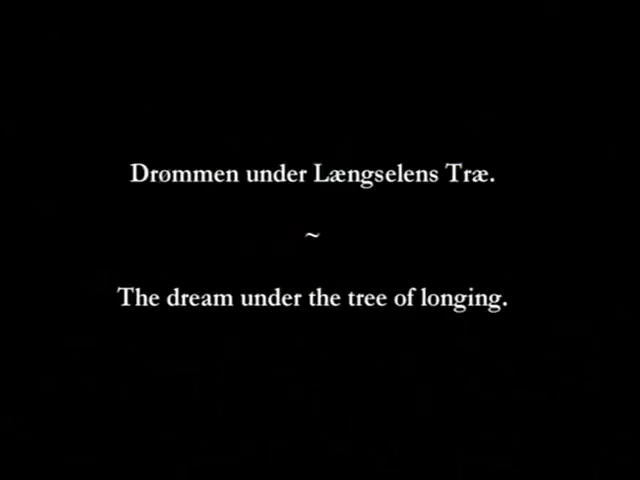 Drømmen under Længselens Træ.
~
The dream under the tree of longing.